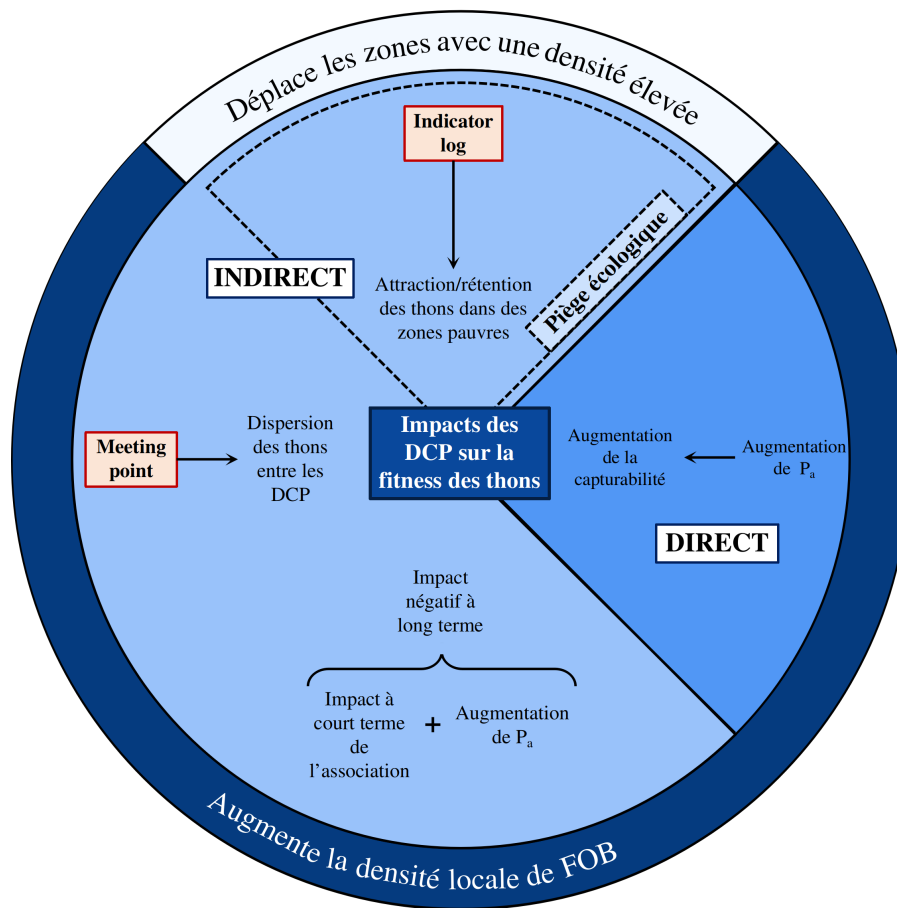 Déplace les zones avec une densité élevée
Indicator
log
INDIRECT
Attraction/rétention
des thons dans des
zones pauvres
Piège écologique
Meeting
point
Dispersion
des thons
entre les
DCP
Impacts des
DCP sur la
fitness des thons
Augmentation
de la
capturabilité
Augmentation
de Pₐ
DIRECT
Impact
négatif à
long terme
Impact à
court terme
de
l’association
+
Augmentation
de Pₐ
Augmente la densité locale de FOB